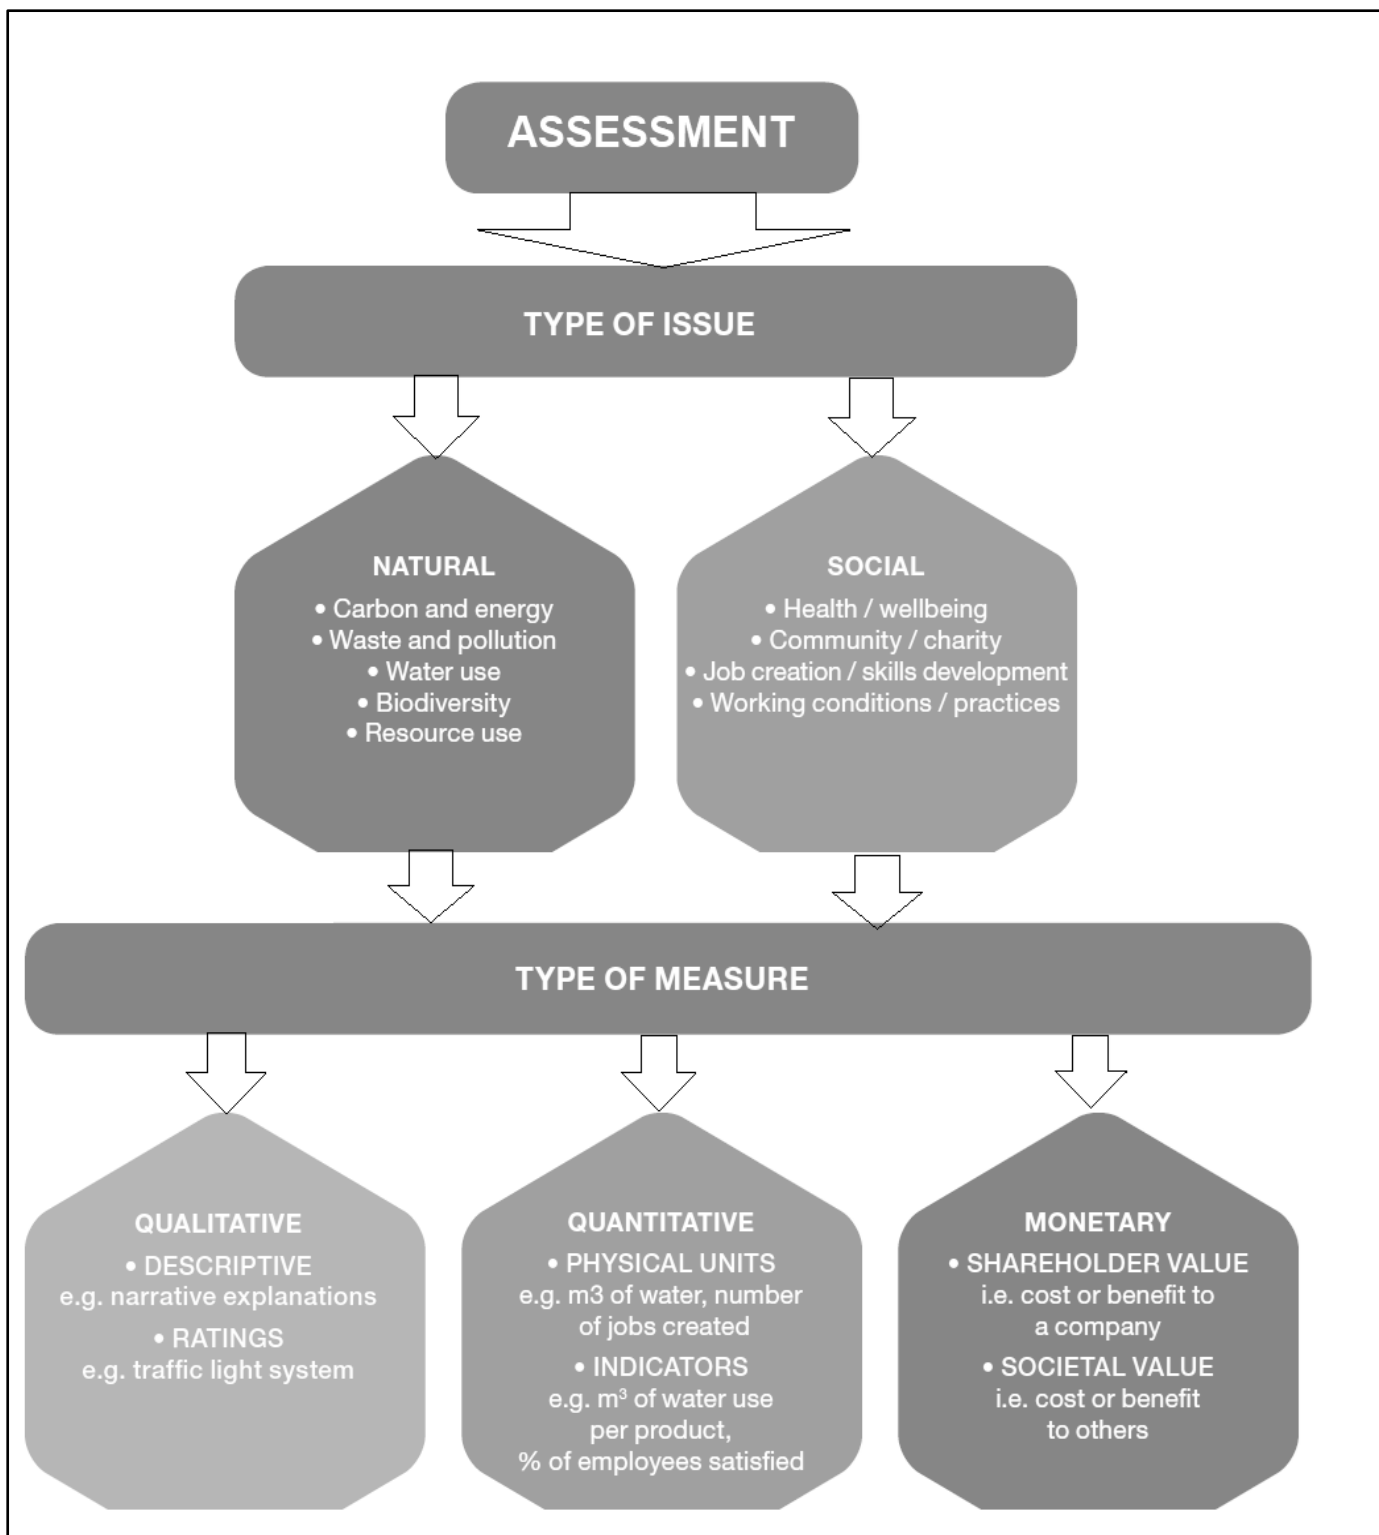 ASSESSMENT
TYPE OF ISSUE
NATURAL
• Carbon and energy
• Waste and pollution
• Water use
• Biodiversity
• Resource use
SOCIAL
• Health / wellbeing
• Community / charity
• Job creation / skills development
• Working conditions / practices
TYPE OF MEASURE
QUALITATIVE
• DESCRIPTIVE
e.g. narrative explanations
• RATINGS
e.g. traffic light system
QUANTITATIVE
• PHYSICAL UNITS
e.g. m3 of water, number
of jobs created
• INDICATORS
e.g. m³ of water use
per product,
% of employees satisfied
MONETARY
• SHAREHOLDER VALUE
i.e. cost or benefit to
a company
• SOCIETAL VALUE
i.e. cost or benefit
to others